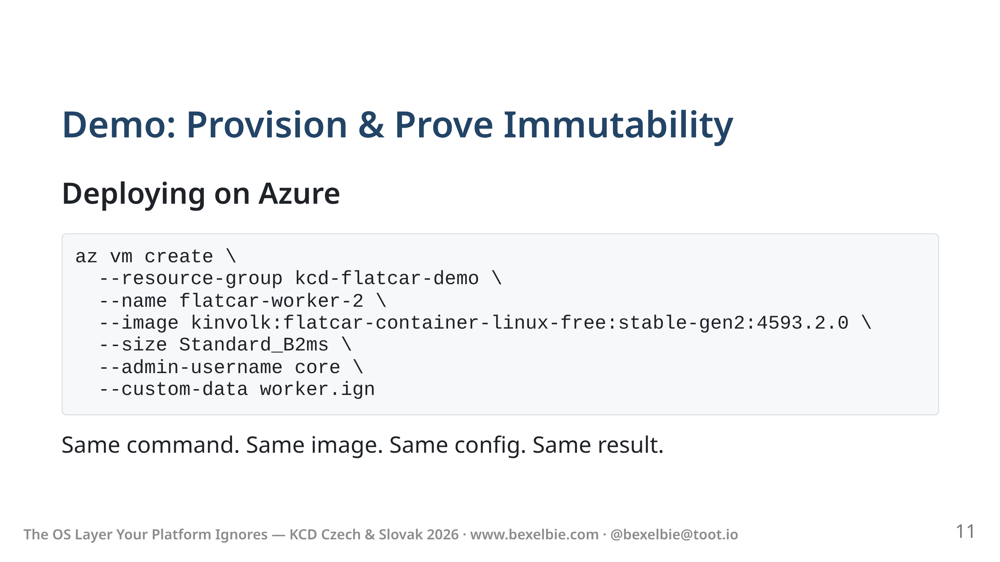 Demo: Provision & Prove Immutability
Deploying on Azure
az vm create \
  --resource-group kcd-flatcar-demo \
  --name flatcar-worker-2 \
  --image kinvolk:flatcar-container-linux-free:stable-gen2:4593.2.0 \
  --size Standard_B2ms \
  --admin-username core \
  --custom-data worker.ign
Same command. Same image. Same config. Same result.
The OS Layer Your Platform Ignores — KCD Czech & Slovak 2026 · www.bexelbie.com · @bexelbie@toot.io
11